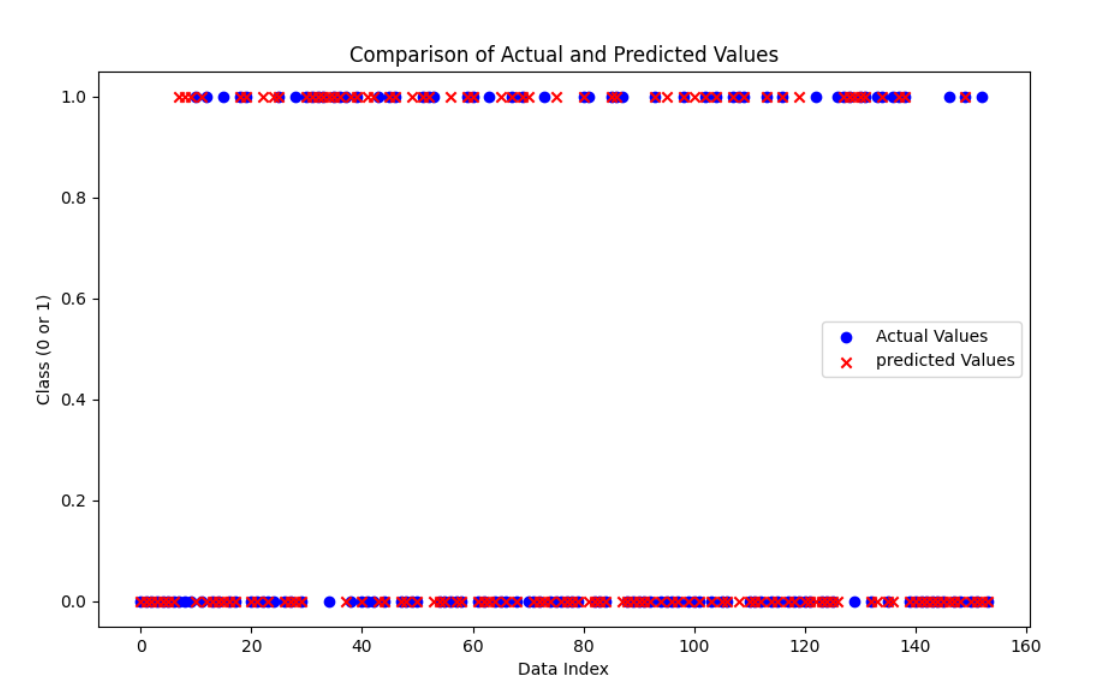 Comparison of Actual and Predicted Values
1.0
0.8
0.6
0.4
0.2
0.0
Class (0 or 1)
Actual Values
predicted Values
0 20 40 60 80 100 120 140 160
Data Index